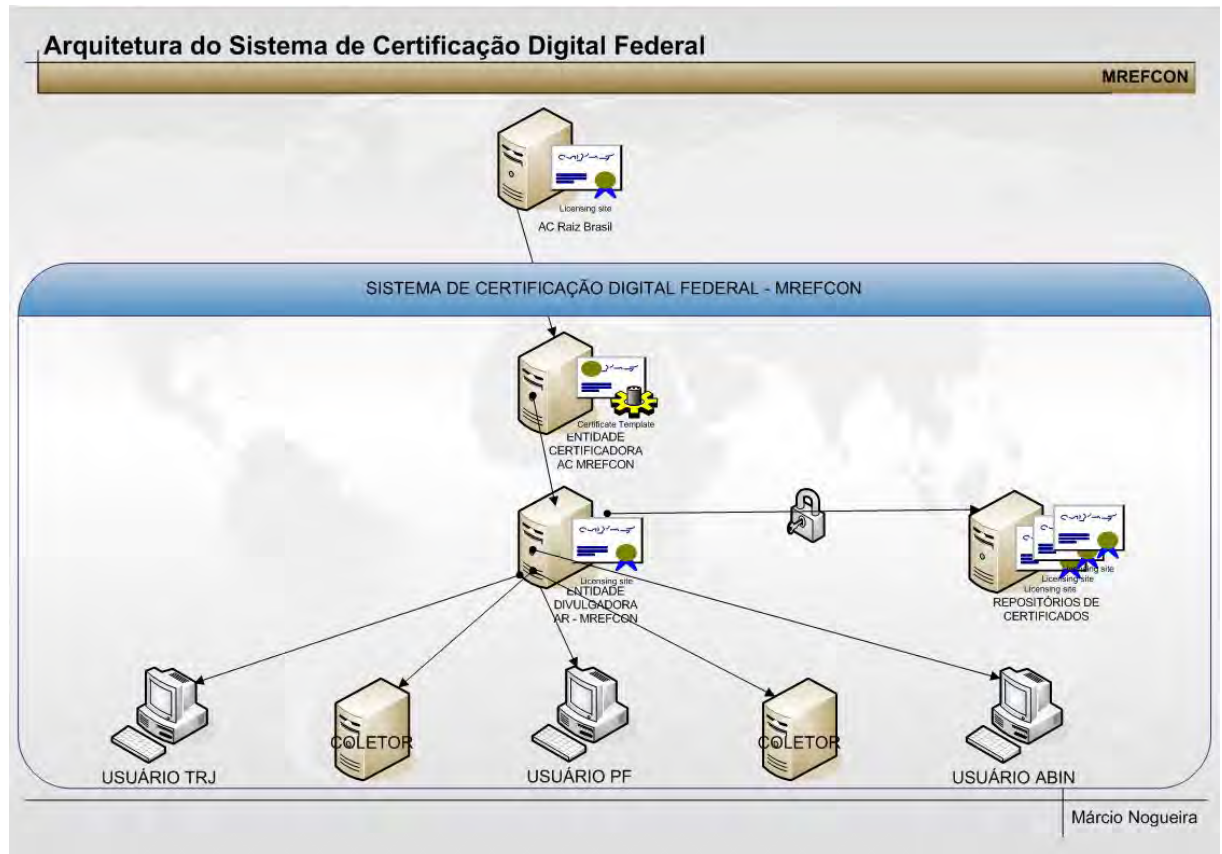 Arquitetura do Sistema de Certificação Digital Federal
MREFCON
Licensing site
AC Raiz Brasil
SISTEMA DE CERTIFICAÇÃO DIGITAL FEDERAL - MREFCON
Certificate Template
ENTIDADE
CERTIFICADORA
AC MREFCON
Licensing site
ENTIDADE
DIVULGADORA
AR - MREFCON
Licensing site
Licensing site
Licensing site
REPOSITÓRIOS DE
CERTIFICADOS
USUÁRIO TRJ
COLETOR
USUÁRIO PF
COLETOR
USUÁRIO ABIN
Márcio Nogueira